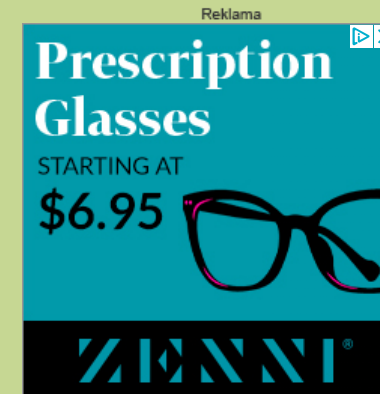 Reklama
Prescription
Glasses
STARTING AT
$6.95
ZENNI®